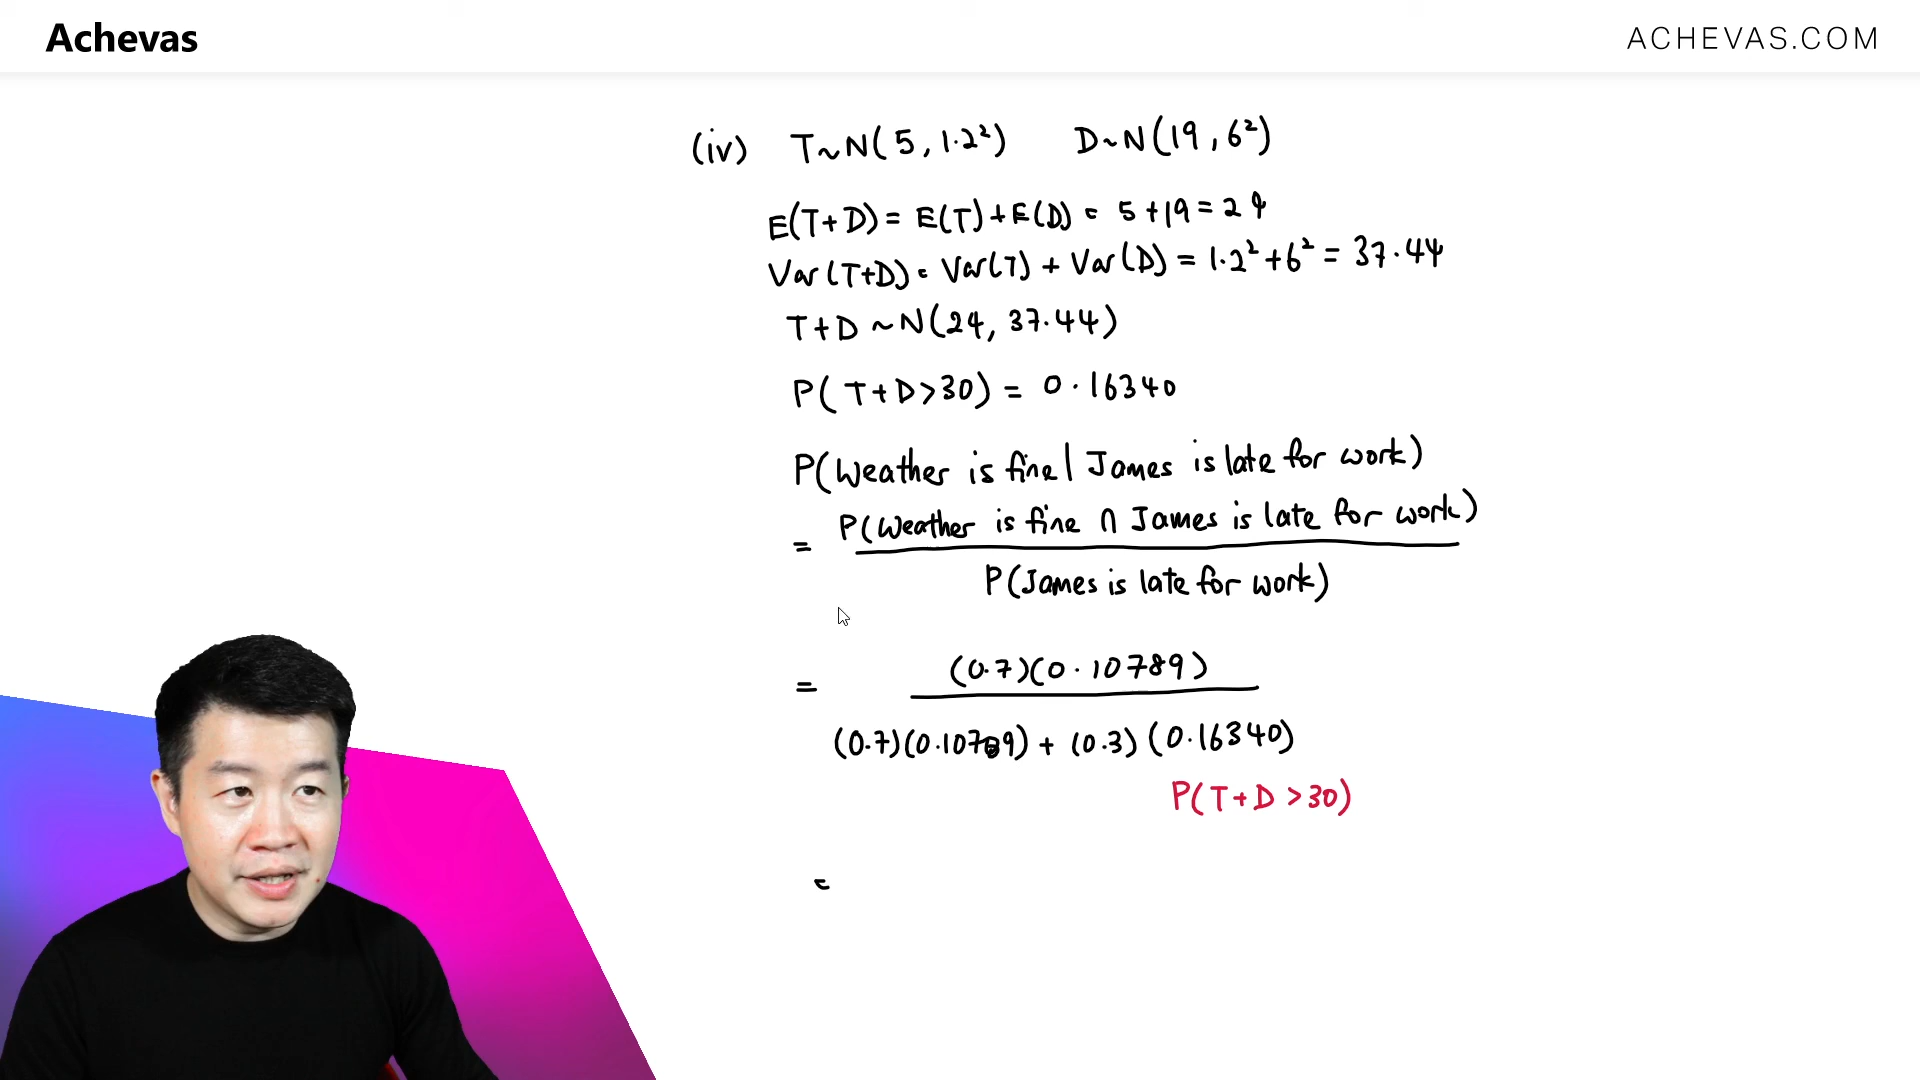 Achevas
ACHEVAS.COM
(iv) T~N(5, 1.2²) D~N(19, 6²)
E(T+D) = E(T)+E(D) = 5+19 = 24
Var(T+D) = Var(T) + Var(D) = 1.2²+6² = 37.44
T+D ~N(24, 37.44)
P(T+D>30) = 0.16340
P(Weather is fine | James is late for work)
= P(Weather is fine ∩ James is late for work)
P(James is late for work)
= (0.7)(0.10789)
(0.7)(0.10789) + (0.3)(0.16340)
P(T+D >30)
=